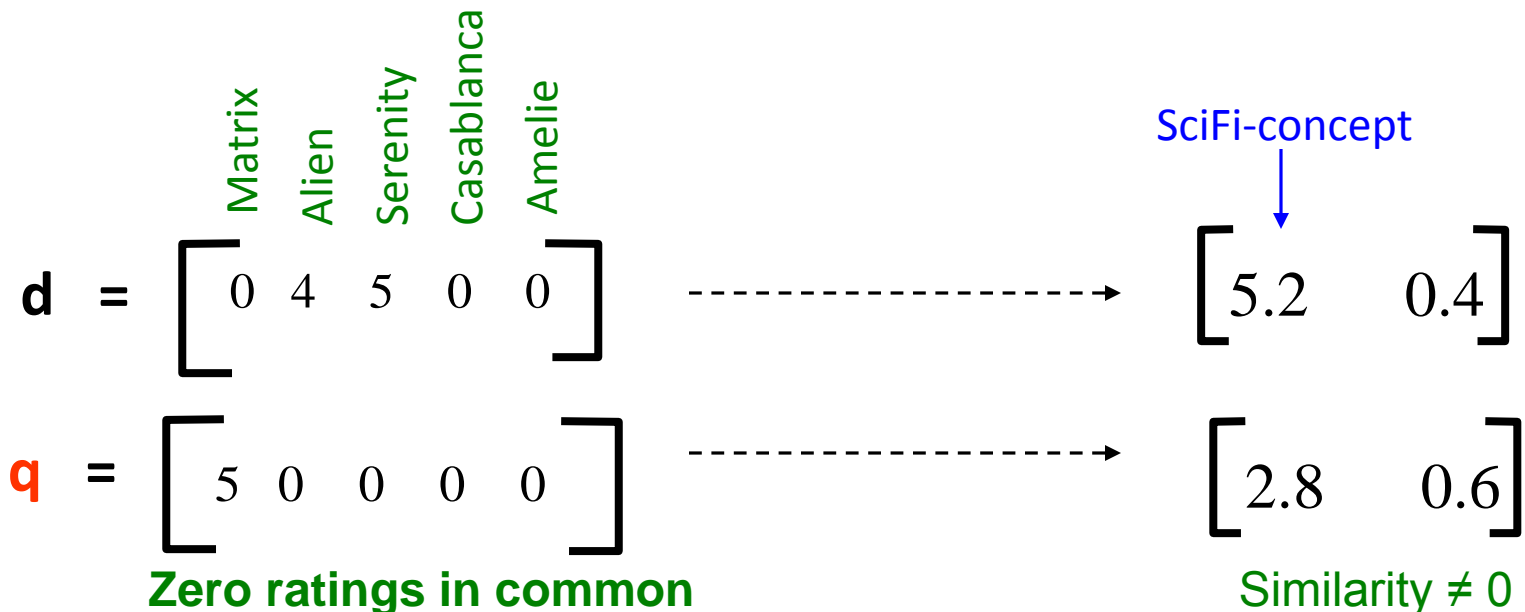 Matrix Alien Serenity Casablanca Amelie
SciFi-concept
d = [ 0 4 5 0 0 ] [ 5.2 0.4 ]
q = [ 5 0 0 0 0 ] [ 2.8 0.6 ]
Zero ratings in common Similarity ≠ 0